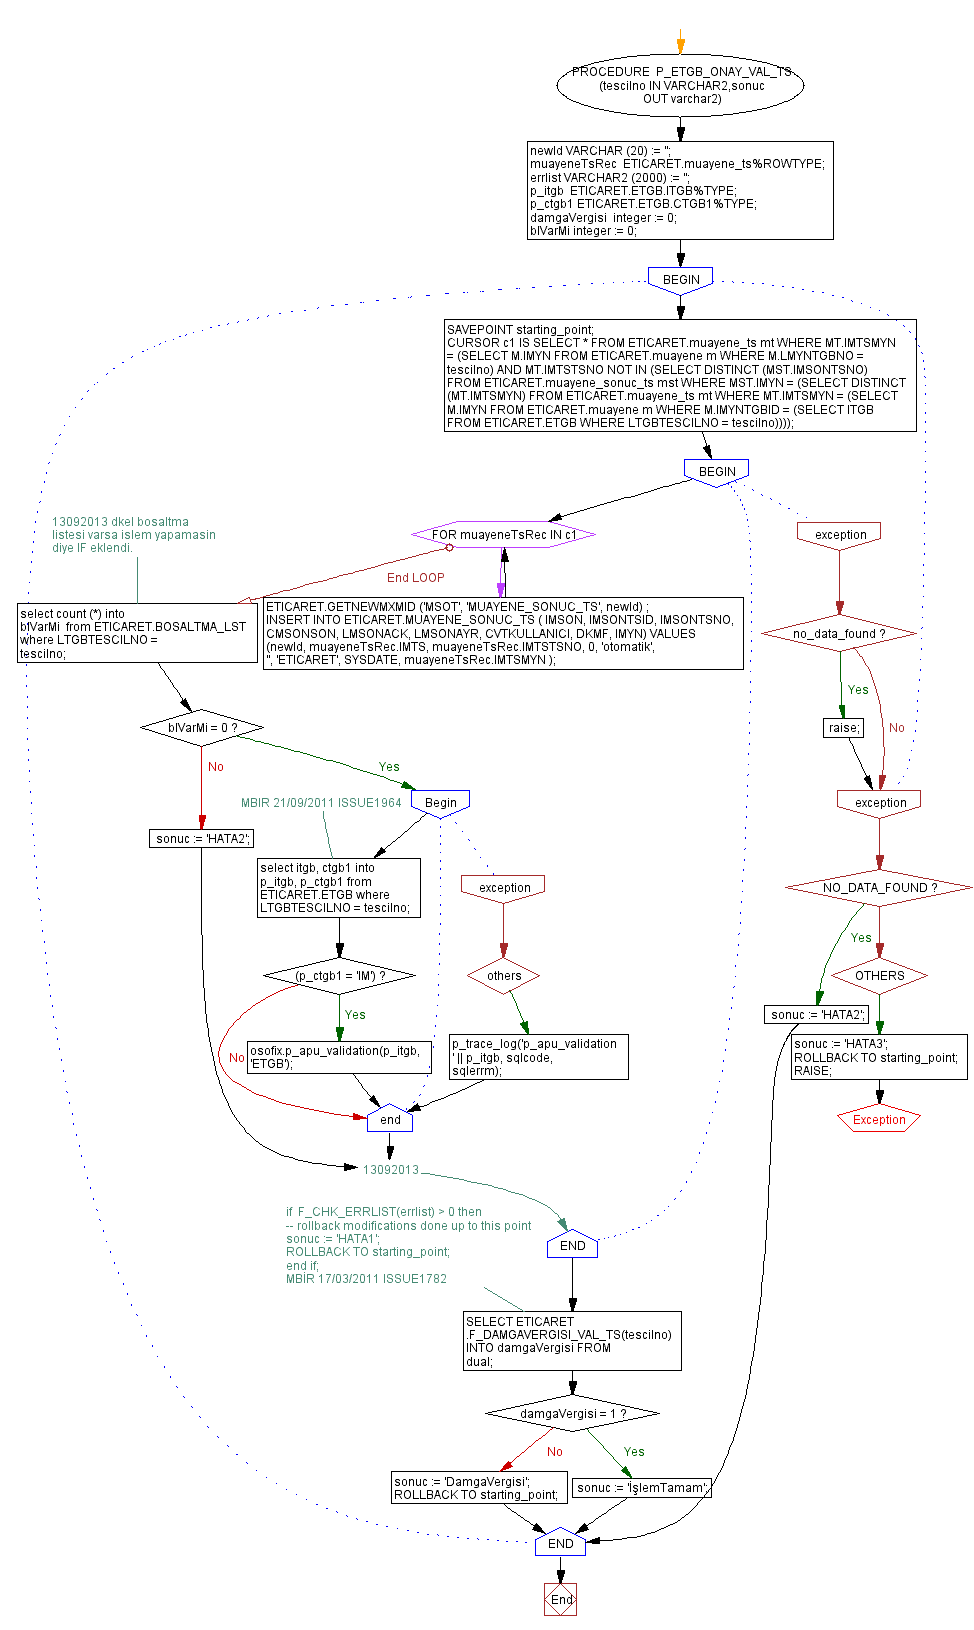 PROCEDURE P_ETGB_ONAY_VAL_TS
(tescilno IN VARCHAR2,sonuc
OUT varchar2)
newId VARCHAR (20) := '';
muayeneTsRec ETICARET.muayene_ts%ROWTYPE;
errlist VARCHAR2 (2000) := '';
p_itgb ETICARET.ETGB.ITGB%TYPE;
p_ctgb1 ETICARET.ETGB.CTGB1%TYPE;
damgaVergisi integer := 0;
blVarMi integer := 0;
BEGIN
SAVEPOINT starting_point;
CURSOR c1 IS SELECT * FROM ETICARET.muayene_ts mt WHERE MT.IMTSMYN
= (SELECT M.IMYN FROM ETICARET.muayene m WHERE M.LMYNTGBNO =
tescilno) AND MT.IMTSTSNO NOT IN (SELECT DISTINCT (MST.IMSONTSNO)
FROM ETICARET.muayene_sonuc_ts mst WHERE MST.IMYN = (SELECT DISTINCT
(MT.IMTSMYN) FROM ETICARET.muayene_ts mt WHERE MT.IMTSMYN = (SELECT
M.IMYN FROM ETICARET.muayene m WHERE M.IMYNTGBID = (SELECT ITGB
FROM ETICARET.ETGB WHERE LTGBTESCILNO = tescilno))));
BEGIN
13092013 dkel bosaltma
listesi varsa islem yapamasin
diye IF eklendi.
FOR muayeneTsRec IN c1
exception
End LOOP
select count (*) into
blVarMi from ETICARET.BOSALTMA_LST
where LTGBTESCILNO =
tescilno;
ETICARET.GETNEWMXMID ('MSOT', 'MUAYENE_SONUC_TS', newId) ;
INSERT INTO ETICARET.MUAYENE_SONUC_TS ( IMSON, IMSONTSID, IMSONTSNO,
CMSONSON, LMSONACK, LMSONAYR, CVTKULLANICI, DKMF, IMYN) VALUES
(newId, muayeneTsRec.IMTS, muayeneTsRec.IMTSTSNO, 0, 'otomatik',
'', 'ETICARET', SYSDATE, muayeneTsRec.IMTSMYN );
no_data_found ?
Yes
raise;
No
blVarMi = 0 ?
No
Yes
MBIR 21/09/2011 ISSUE1964
Begin
exception
sonuc := 'HATA2';
select itgb, ctgb1 into
p_itgb, p_ctgb1 from
ETICARET.ETGB where
LTGBTESCILNO = tescilno;
exception
NO_DATA_FOUND ?
Yes
(p_ctgb1 = 'IM') ?
others
OTHERS
Yes
No
sonuc := 'HATA2';
osofix.p_apu_validation(p_itgb,
'ETGB');
p_trace_log('p_apu_validation
' || p_itgb, sqlcode,
sqlerrm);
sonuc := 'HATA3';
ROLLBACK TO starting_point;
RAISE;
end
Exception
13092013
if F_CHK_ERRLIST(errlist) > 0 then
-- rollback modifications done up to this point
sonuc := 'HATA1';
ROLLBACK TO starting_point;
end if;
MBİR 17/03/2011 ISSUE1782
END
SELECT ETICARET
.F_DAMGAVERGISI_VAL_TS(tescilno)
INTO damgaVergisi FROM
dual;
damgaVergisi = 1 ?
No
Yes
sonuc := 'DamgaVergisi';
ROLLBACK TO starting_point;
sonuc := 'İşlemTamam';
END
End